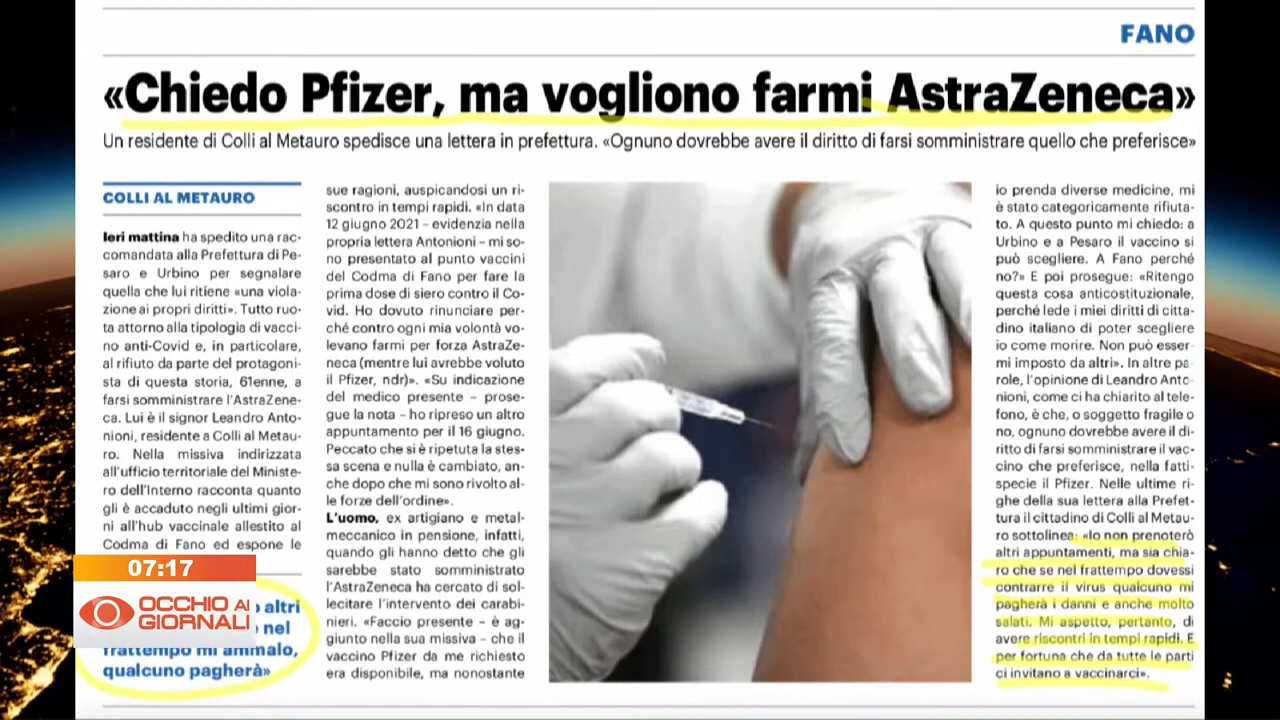 FANO
«Chiedo Pfizer, ma vogliono farmi AstraZeneca»
Un residente di Colli al Metauro spedisce una lettera in prefettura. «Ognuno dovrebbe avere il diritto di farsi somministrare quello che preferisce»
COLLI AL METAURO
Ieri mattina ha spedito una rac-
comandata alla Prefettura di Pe-
saro e Urbino per segnalare
quella che lui ritiene «una viola-
zione ai propri diritti». Tutto ruo-
ta attorno alla tipologia di vacci-
no anti-Covid e, in particolare,
al rifiuto da parte del protagoni-
sta di questa storia, 61enne, a
farsi somministrare l'AstraZene-
ca. Lui è il signor Leandro Anto-
nioni, residente a Colli al Metau-
ro. Nella missiva indirizzata
all'ufficio territoriale del Ministe-
ro dell'Interno racconta quanto
gli è accaduto negli ultimi gior-
ni all'hub vaccinale allestito al
Codma di Fano ed espone le
07:17
OCCHIO AI
GIORNALI
altri
nel
frattempo mi ammalo,
qualcuno pagherà»
sue ragioni, auspicandosi un ri-
scontro in tempi rapidi. «In data
12 giugno 2021 – evidenzia nella
propria lettera Antonioni – mi so-
no presentato al punto vaccini
del Codma di Fano per fare la
prima dose di siero contro il Co-
vid. Ho dovuto rinunciare per-
ché contro ogni mia volontà vo-
levano farmi per forza AstraZe-
neca (mentre lui avrebbe voluto
il Pfizer, ndr)». «Su indicazione
del medico presente – prose-
gue la nota – ho ripreso un altro
appuntamento per il 16 giugno.
Peccato che si è ripetuta la stes-
sa scena e nulla è cambiato, an-
che dopo che mi sono rivolto al-
le forze dell'ordine».
L'uomo, ex artigiano e metal-
meccanico in pensione, infatti,
quando gli hanno detto che gli
sarebbe stato somministrato
l'AstraZeneca ha cercato di sol-
lecitare l'intervento dei carabi-
nieri. «Faccio presente – è ag-
giunto nella sua missiva – che il
vaccino Pfizer da me richiesto
era disponibile, ma nonostante
io prenda diverse medicine, mi
è stato categoricamente rifiuta-
to. A questo punto mi chiedo: a
Urbino e a Pesaro il vaccino si
può scegliere. A Fano perché
no?» E poi prosegue: «Ritengo
questa cosa anticostituzionale,
perché lede i miei diritti di citta-
dino italiano di poter scegliere
io come morire. Non può esser-
mi imposto da altri». In altre pa-
role, l'opinione di Leandro Anto-
nioni, come ci ha chiarito al tele-
fono, è che, o soggetto fragile o
no, ognuno dovrebbe avere il di-
ritto di farsi somministrare il vac-
cino che preferisce, nella fatti-
specie il Pfizer. Nelle ultime ri-
ghe della sua lettera alla Prefet-
tura il cittadino di Colli al Metau-
ro sottolinea: «Io non prenoterò
altri appuntamenti, ma sia chia-
ro che se nel frattempo dovessi
contrarre il virus qualcuno mi
pagherà i danni e anche molto
salati. Mi aspetto, pertanto, di
avere riscontri in tempi rapidi. E
per fortuna che da tutte le parti
ci invitano a vaccinarci».